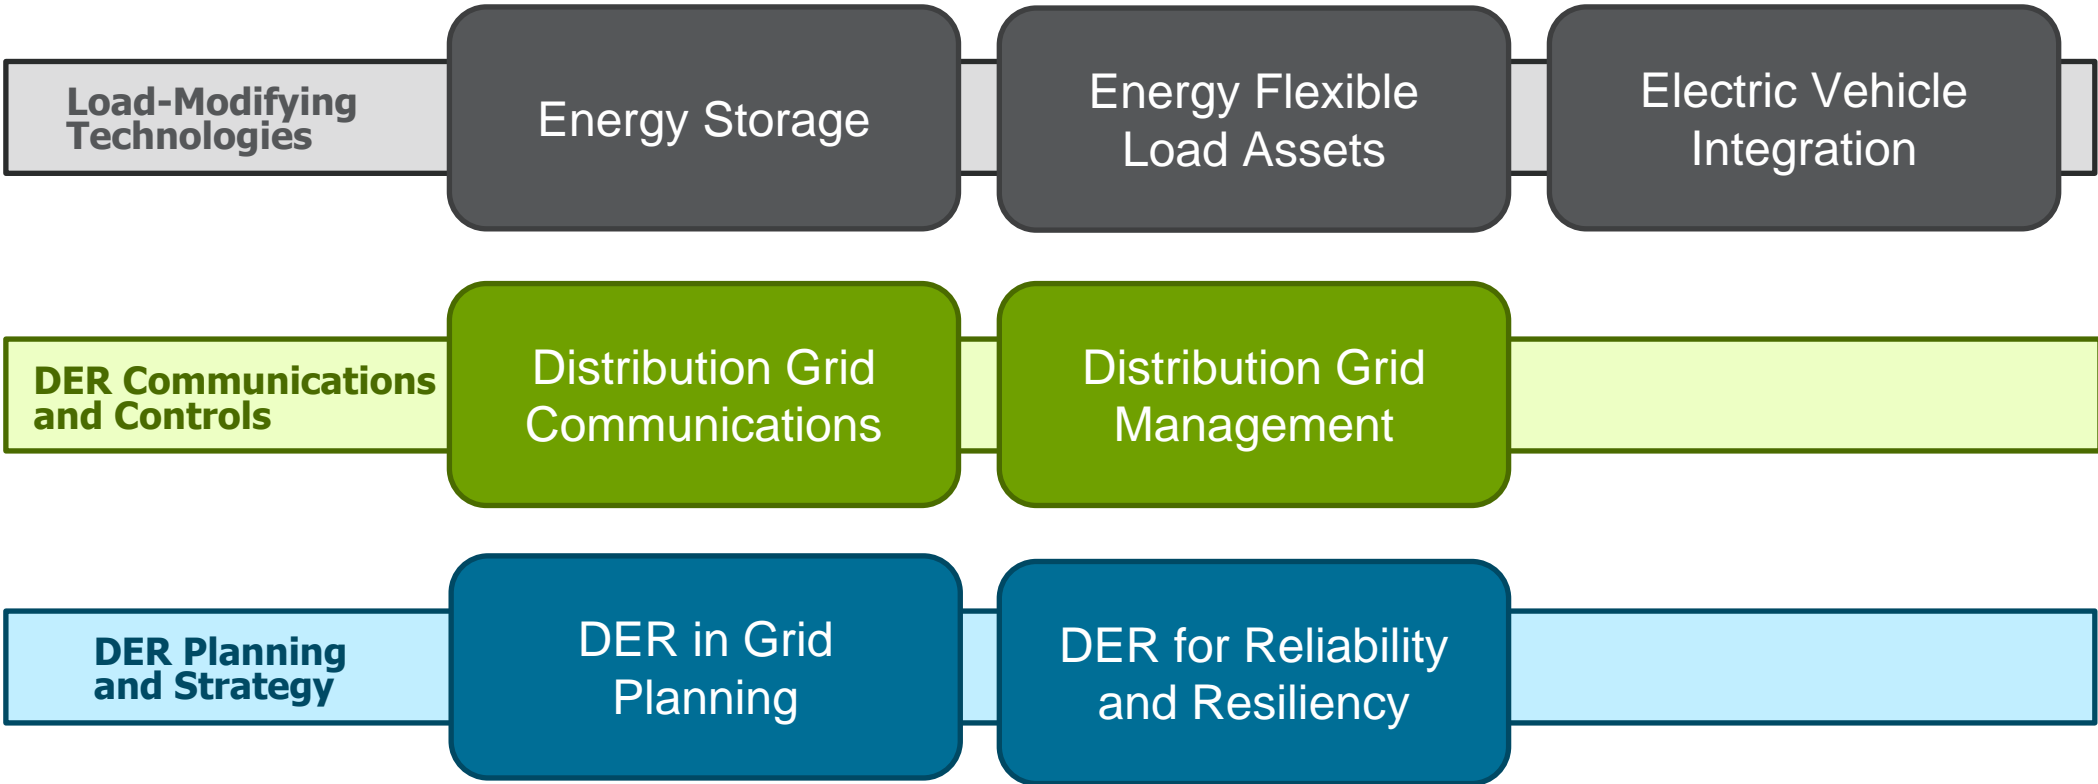 Load-Modifying
Technologies
Energy Storage
Energy Flexible
Load Assets
Electric Vehicle
Integration
DER Communications
and Controls
Distribution Grid
Communications
Distribution Grid
Management
DER Planning
and Strategy
DER in Grid
Planning
DER for Reliability
and Resiliency